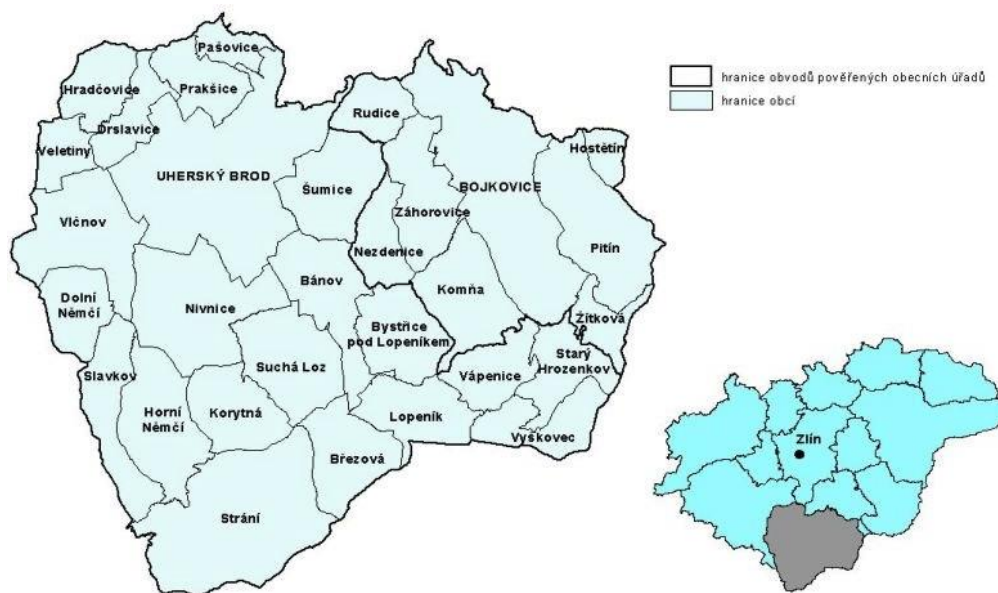 Pašovice
Hradčovice
Prakšice
Drslavice
Veletiny
UHERSKÝ BROD
Rudice
Hostětín
Šumice
BOJKOVICE
Záhorovice
Vlčnov
Nezdenice
Pitín
Bánov
Komňa
Dolní
Němčí
Nivnice
Žítková
Bystřice
pod Lopeníkem
Starý
Hrozenkov
Slavkov
Suchá Loz
Vápenice
Horní
Němčí
Korytná
Lopeník
Vyškovec
Březová
Strání
hranice obvodů pověřených obecních úřadů
hranice obcí
Zlín